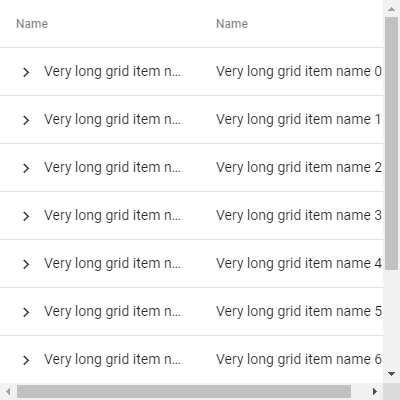 Name Name
Very long grid item n... Very long grid item name 0
Very long grid item n... Very long grid item name 1
Very long grid item n... Very long grid item name 2
Very long grid item n... Very long grid item name 3
Very long grid item n... Very long grid item name 4
Very long grid item n... Very long grid item name 5
Very long grid item n... Very long grid item name 6